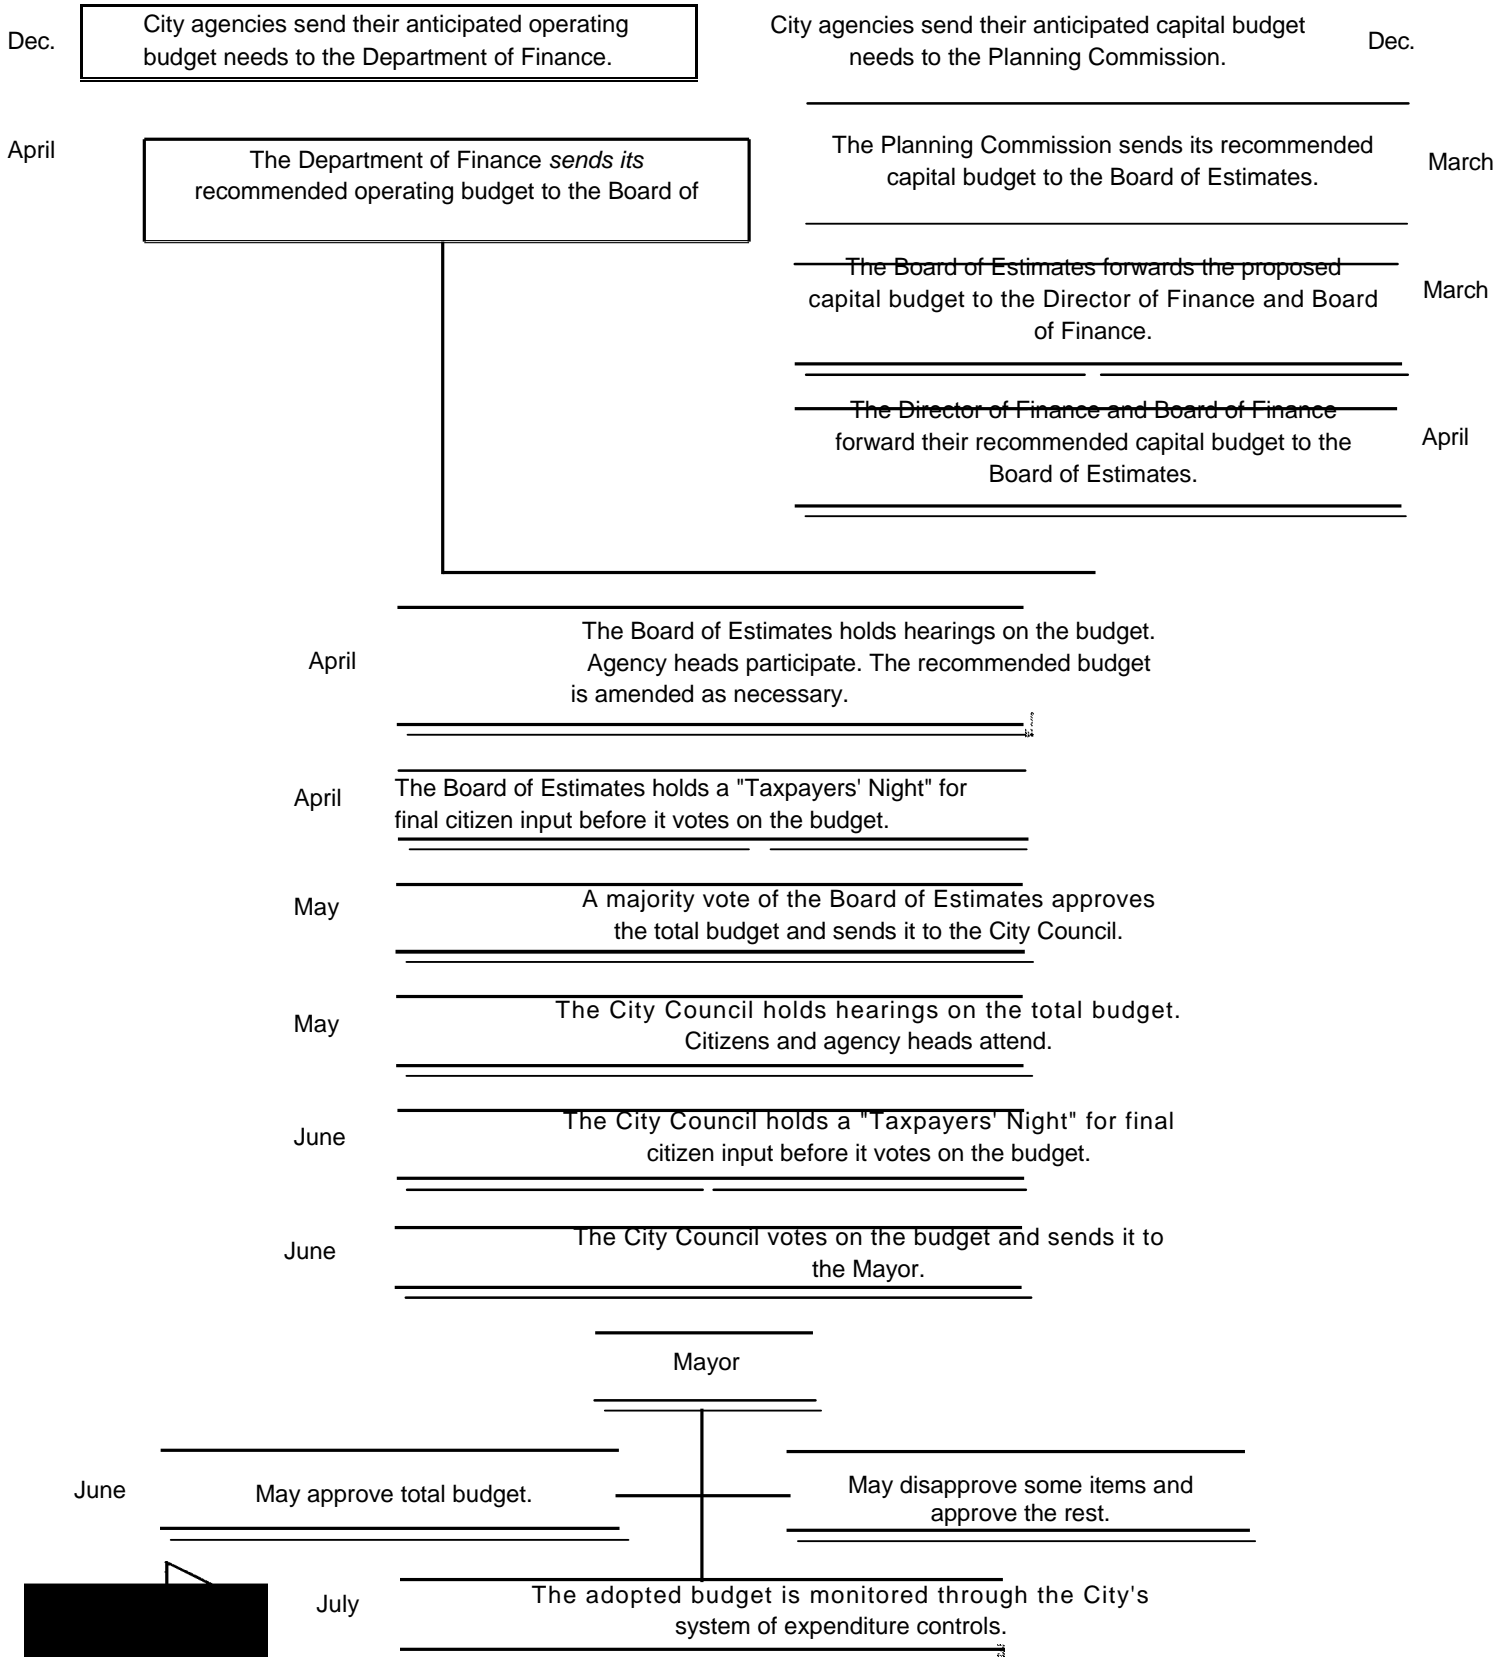 Dec.
City agencies send their anticipated operating
budget needs to the Department of Finance.
City agencies send their anticipated capital budget
needs to the Planning Commission.
Dec.
April
The Department of Finance sends its
recommended operating budget to the Board of
The Planning Commission sends its recommended
capital budget to the Board of Estimates.
March
The Board of Estimates forwards the proposed
capital budget to the Director of Finance and Board
of Finance.
March
The Director of Finance and Board of Finance
forward their recommended capital budget to the
Board of Estimates.
April
April
The Board of Estimates holds hearings on the budget.
Agency heads participate. The recommended budget
is amended as necessary.
April
The Board of Estimates holds a "Taxpayers' Night" for
final citizen input before it votes on the budget.
May
A majority vote of the Board of Estimates approves
the total budget and sends it to the City Council.
May
The City Council holds hearings on the total budget.
Citizens and agency heads attend.
June
The City Council holds a "Taxpayers' Night" for final
citizen input before it votes on the budget.
June
The City Council votes on the budget and sends it to
the Mayor.
Mayor
June
May approve total budget.
May disapprove some items and
approve the rest.
July
The adopted budget is monitored through the City's
system of expenditure controls.